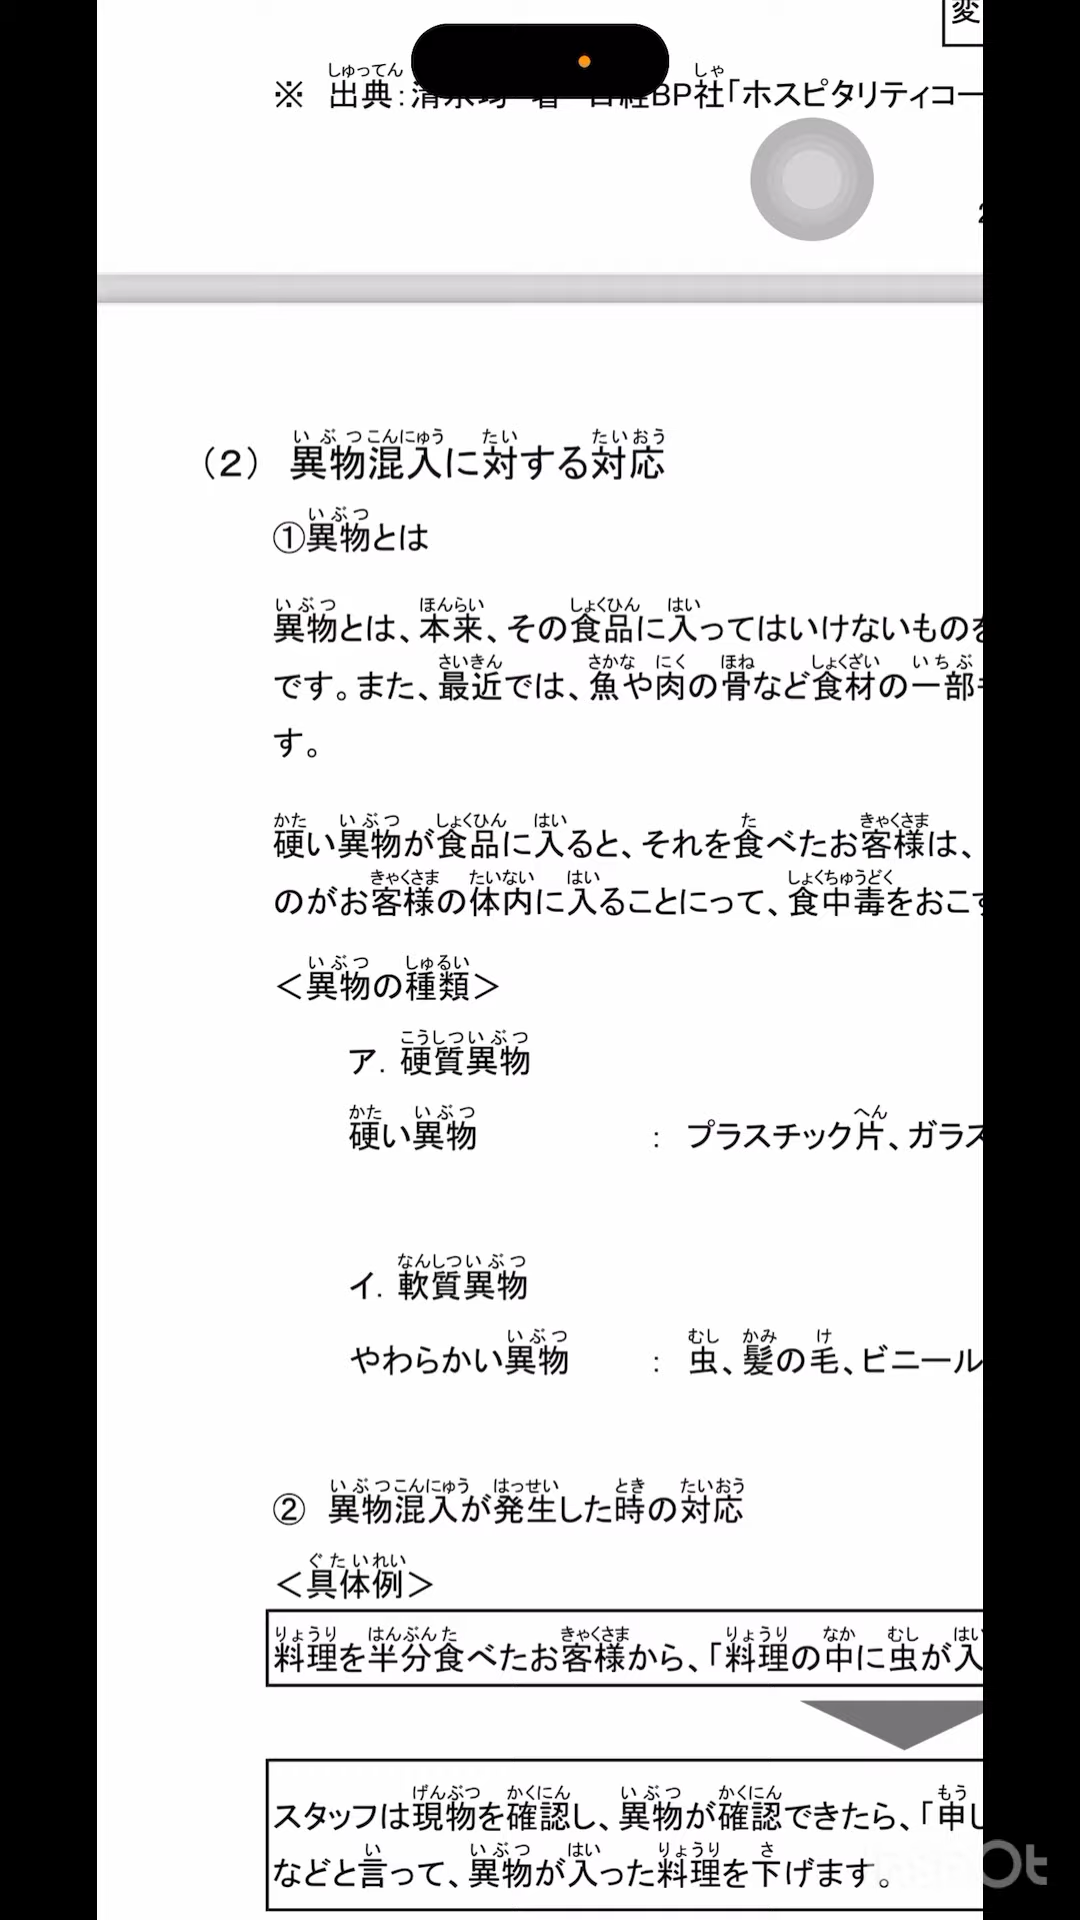 変
※ 出典：清水均 著 日経BP社「ホスピタリティコー
（2） 異物混入に対する対応
①異物とは
異物とは、本来、その食品に入ってはいけないものを
です。また、最近では、魚や肉の骨など食材の一部も
す。
硬い異物が食品に入ると、それを食べたお客様は、
のがお客様の体内に入ることにって、食中毒をおこす
＜異物の種類＞
ア．硬質異物
硬い異物 ： プラスチック片、ガラス
イ．軟質異物
やわらかい異物 ： 虫、髪の毛、ビニール
② 異物混入が発生した時の対応
＜具体例＞
料理を半分食べたお客様から、「料理の中に虫が入
スタッフは現物を確認し、異物が確認できたら、「申し
などと言って、異物が入った料理を下げます。